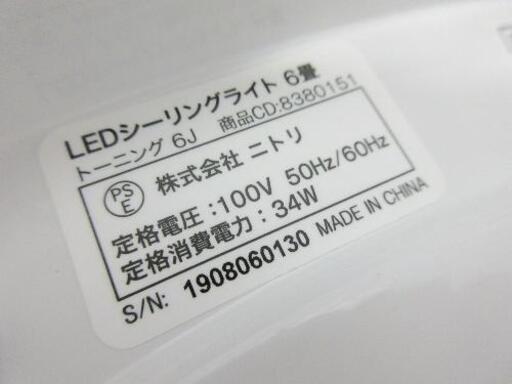 LEDシーリングライト 6畳
トーニング 6J 商品CD:8380151
PS
E
株式会社 ニトリ
定格電圧:100V 50Hz/60Hz
定格消費電力:34W
S/N: 1908060130 MADE IN CHINA